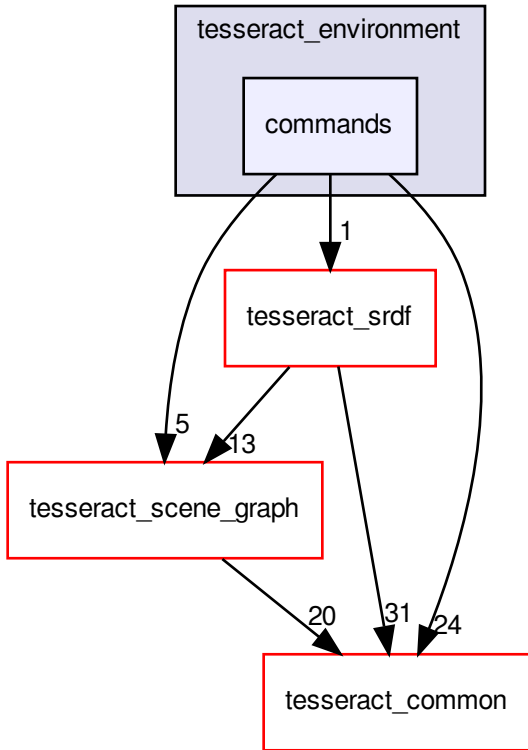 tesseract_environment
commands
1
tesseract_srdf
5
13
tesseract_scene_graph
20
31
24
tesseract_common